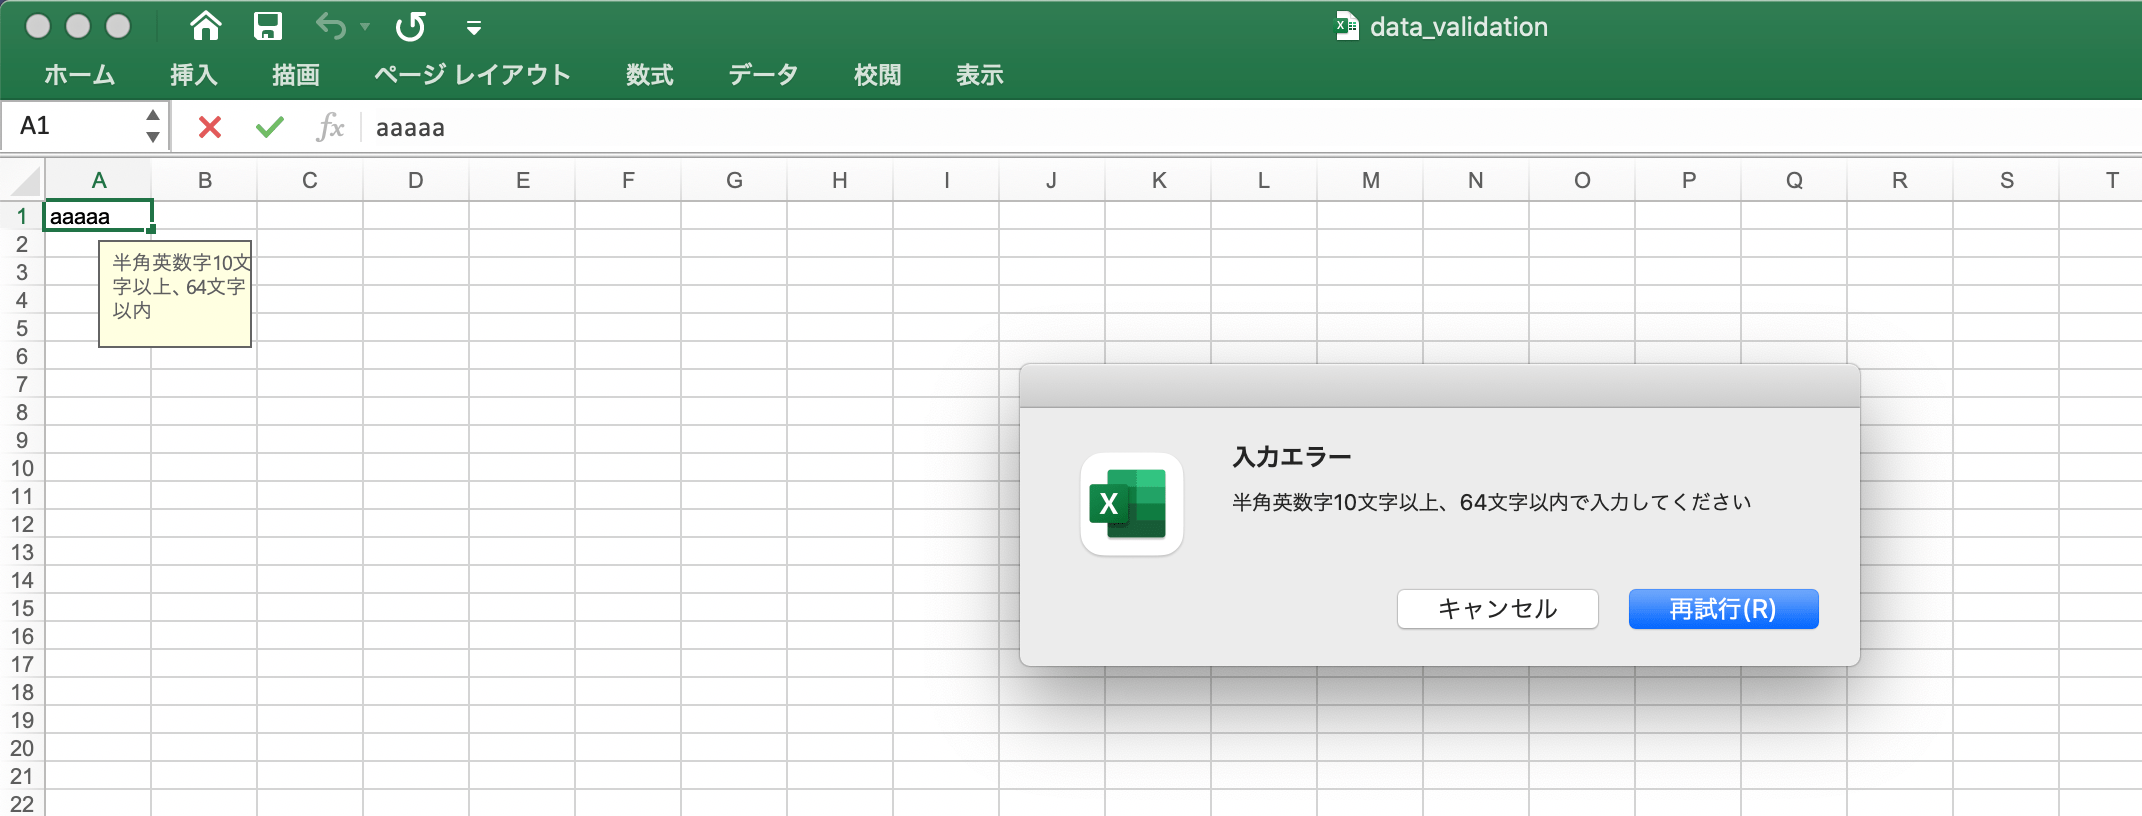 data_validation
ホーム 挿入 描画 ページ レイアウト 数式 データ 校閲 表示
A1 fx aaaaa
A B C D E F G H I J K L M N O P Q R S T
1 aaaaa
2
半角英数字10文
3
字以上、64文字
4
以内
5
6
7
8
9
10
11
12
13
14
15
16
17
18
19
20
21
22
入力エラー
X
半角英数字10文字以上、64文字以内で入力してください
キャンセル 再試行(R)